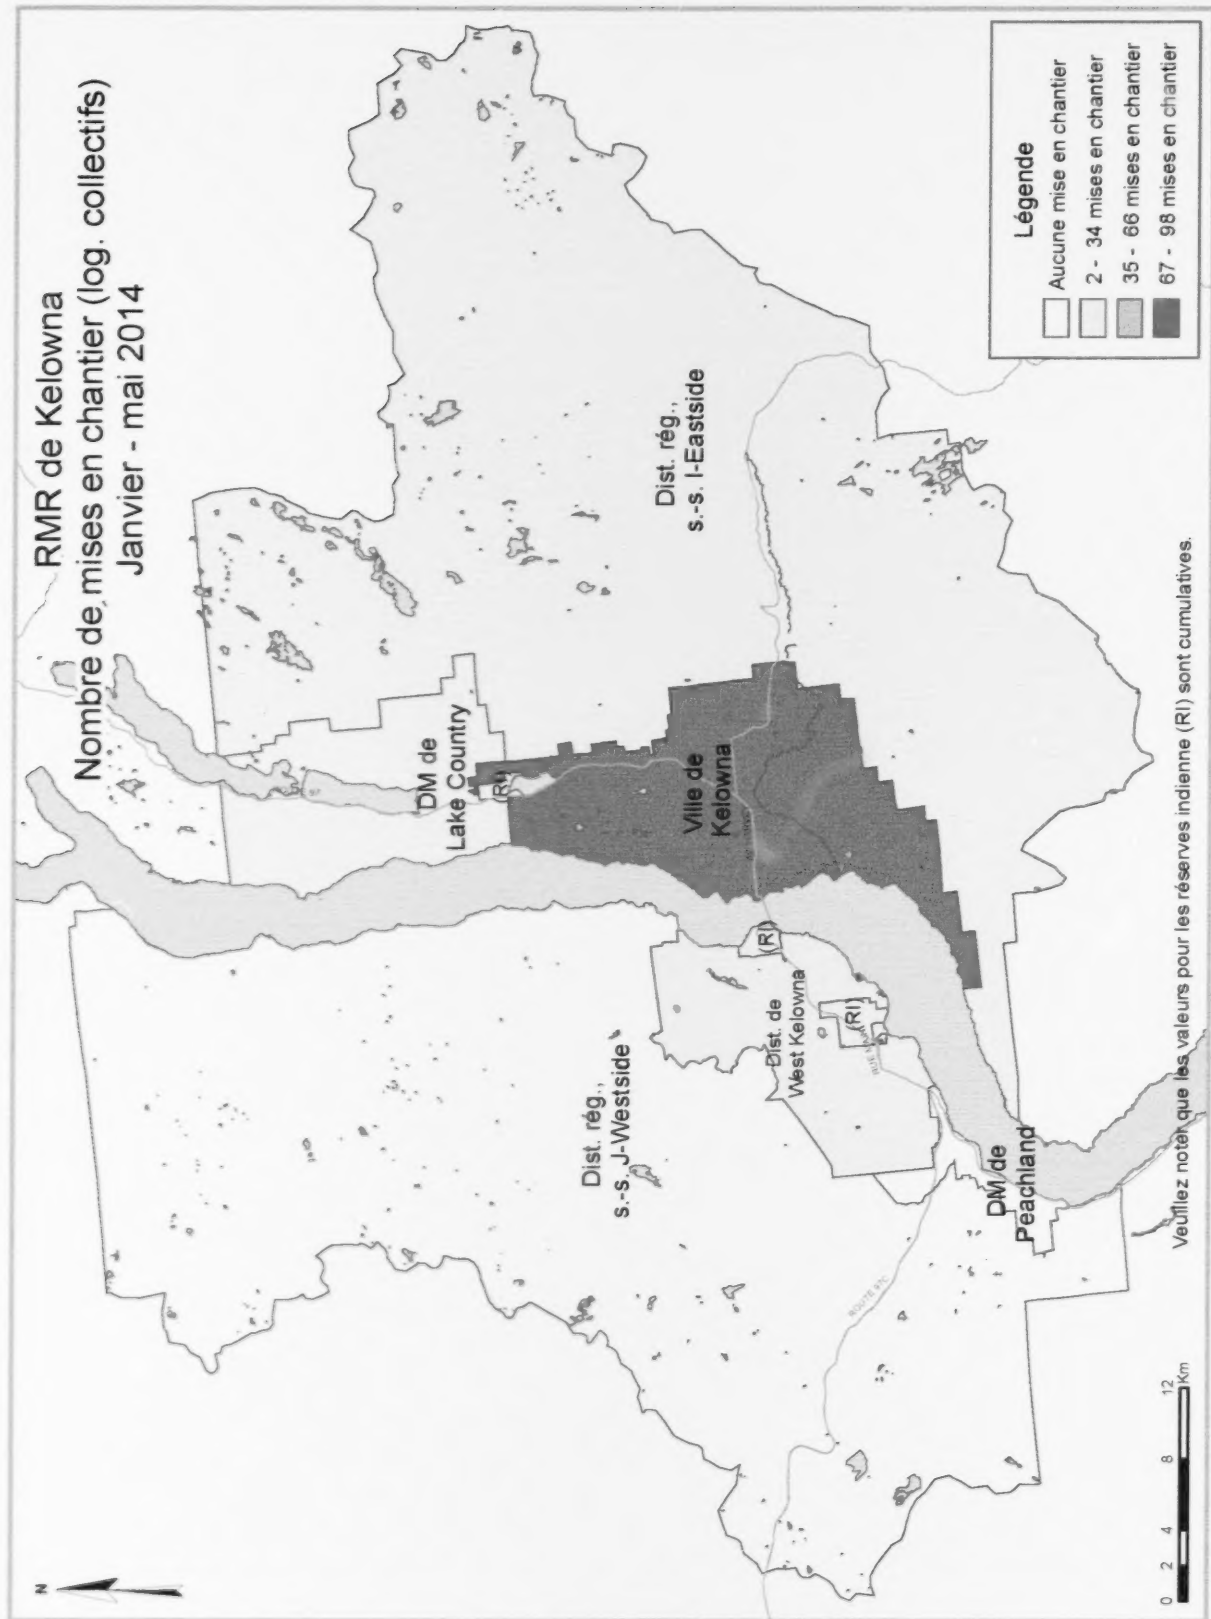 RMR de Kelowna
Nombre de mises en chantier (log. collectifs)
Janvier - mai 2014
N
DM de
Lake Country
(RI)
Dist. rég.,
s.-s. J-Westside
Dist. rég.,
s.-s. I-Eastside
(RI)
Ville de
Kelowna
Dist. de
West Kelowna
(RI)
ROUTE 97C
DM de
Peachland
Légende
Aucune mise en chantier
2 - 34 mises en chantier
35 - 66 mises en chantier
67 - 98 mises en chantier
0 2 4 8 12
Km
Veuillez noter que les valeurs pour les réserves indienne (RI) sont cumulatives.